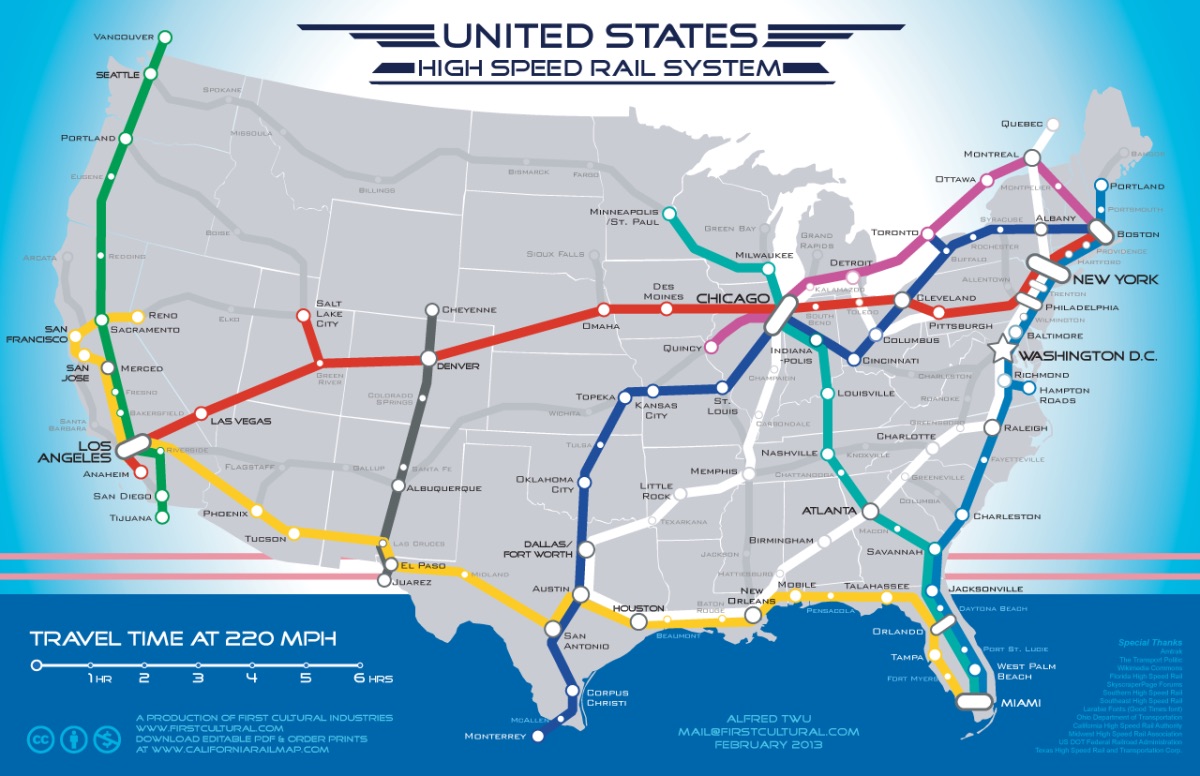 UNITED STATES
HIGH SPEED RAIL SYSTEM
VANCOUVER
SEATTLE
SPOKANE
PORTLAND
MISSOULA
EUGENE
BILLINGS
BISMARCK
FARGO
BOISE
ARCATA
REDDING
ELKO
RENO
SACRAMENTO
SAN
FRANCISCO
SAN
JOSE
MERCED
FRESNO
BAKERSFIELD
SANTA
BARBARA
LOS
ANGELES
RIVERSIDE
ANAHEIM
SAN DIEGO
TIJUANA
LAS VEGAS
SALT
LAKE
CITY
GREEN
RIVER
CHEYENNE
DENVER
COLORADO
SPRINGS
FLAGSTAFF
GALLUP
SANTA FE
ALBUQUERQUE
PHOENIX
TUCSON
LAS CRUCES
EL PASO
JUAREZ
MIDLAND
MINNEAPOLIS
/ST. PAUL
SIOUX FALLS
OMAHA
DES
MOINES
GREEN BAY
MILWAUKEE
CHICAGO
QUINCY
GRAND
RAPIDS
KALAMAZOO
DETROIT
SOUTH
BEND
TOLEDO
CLEVELAND
COLUMBUS
CINCINNATI
INDIANA
-POLIS
CHAMPAIGN
TOPEKA
KANSAS
CITY
ST.
LOUIS
WICHITA
TULSA
OKLAHOMA
CITY
CARBONDALE
LOUISVILLE
NASHVILLE
KNOXVILLE
CHATTANOOGA
MEMPHIS
LITTLE
ROCK
TEXARKANA
DALLAS/
FORT WORTH
AUSTIN
SAN
ANTONIO
HOUSTON
BEAUMONT
BATON
ROUGE
NEW
ORLEANS
JACKSON
HATTIESBURG
BIRMINGHAM
ATLANTA
MACON
MOBILE
PENSACOLA
TALAHASSEE
CORPUS
CHRISTI
MCALLEN
MONTERREY
QUEBEC
MONTREAL
OTTAWA
MONTPELIER
BANGOR
PORTLAND
PORTSMOUTH
TORONTO
BUFFALO
ROCHESTER
SYRACUSE
ALBANY
BOSTON
PROVIDENCE
HARTFORD
NEW YORK
ALLENTOWN
TRENTON
PHILADELPHIA
WILMINGTON
PITTSBURGH
BALTIMORE
WASHINGTON D.C.
CHARLESTON
RICHMOND
HAMPTON
ROADS
ROANOKE
GREENSBORO
RALEIGH
CHARLOTTE
FAYETTEVILLE
GREENVILLE
COLUMBIA
CHARLESTON
SAVANNAH
JACKSONVILLE
DAYTONA BEACH
ORLANDO
TAMPA
FORT MYERS
PORT ST. LUCIE
WEST PALM
BEACH
MIAMI
TRAVEL TIME AT 220 MPH
1 HR 2 3 4 5 6 HRS
A PRODUCTION OF FIRST CULTURAL INDUSTRIES
WWW.FIRSTCULTURAL.COM
DOWNLOAD EDITABLE PDF & ORDER PRINTS
AT WWW.CALIFORNIARAILMAP.COM
ALFRED TWU
MAIL@FIRSTCULTURAL.COM
FEBRUARY 2013
Special Thanks
Amtrak
The Transport Politic
Wikimedia Commons
Florida High Speed Rail
SkyscraperPage Forums
Southern High Speed Rail
Southeast High Speed Rail
Larabie Fonts (Good Times font)
Ohio Department of Transportation
California High Speed Rail Authority
Midwest High Speed Rail Association
US DOT Federal Railroad Administration
Texas High Speed Rail and Transportation Corp.